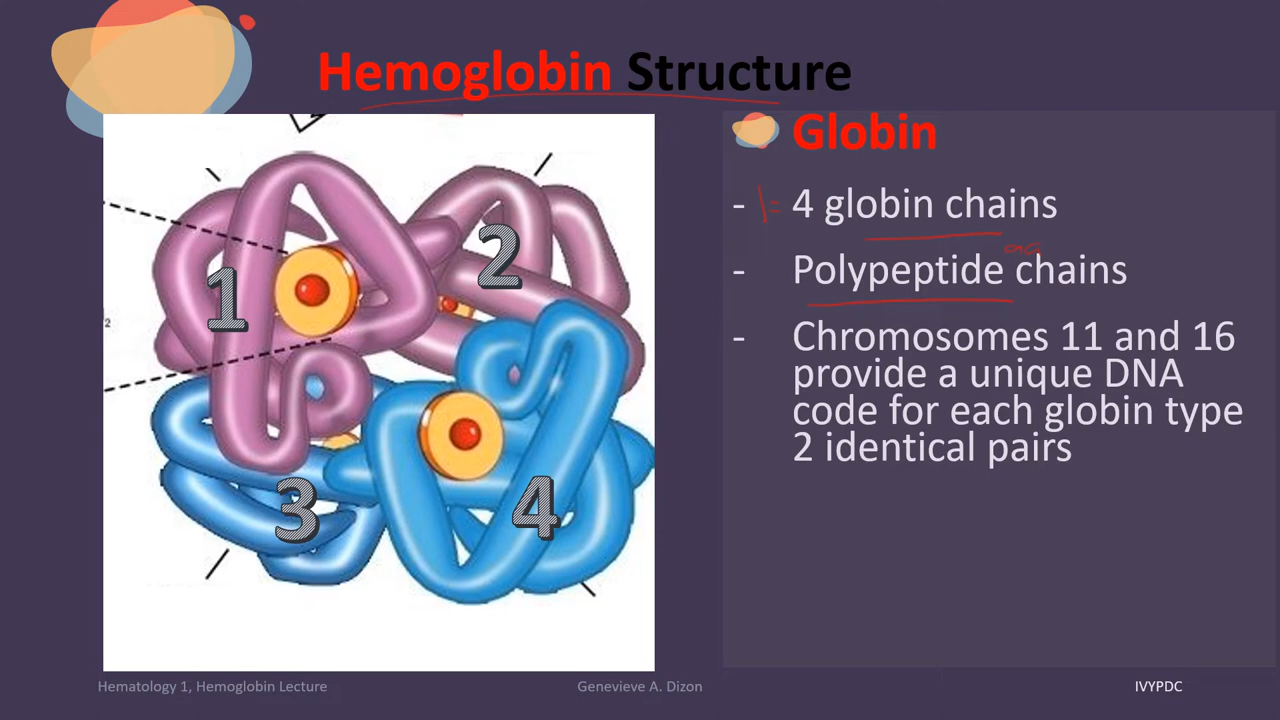 Hemoglobin Structure
Globin
- 4 globin chains
- Polypeptide chains
- Chromosomes 11 and 16
provide a unique DNA
code for each globin type
2 identical pairs
1
2
3
4
2
Hematology 1, Hemoglobin Lecture
Genevieve A. Dizon
IVYPDC